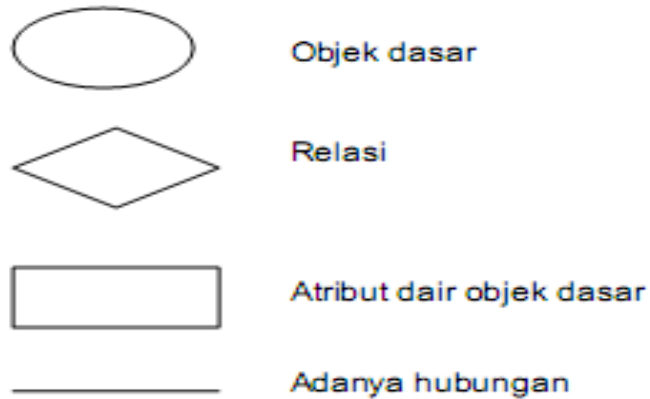 Objek dasar
Relasi
Atribut dair objek dasar
Adanya hubungan